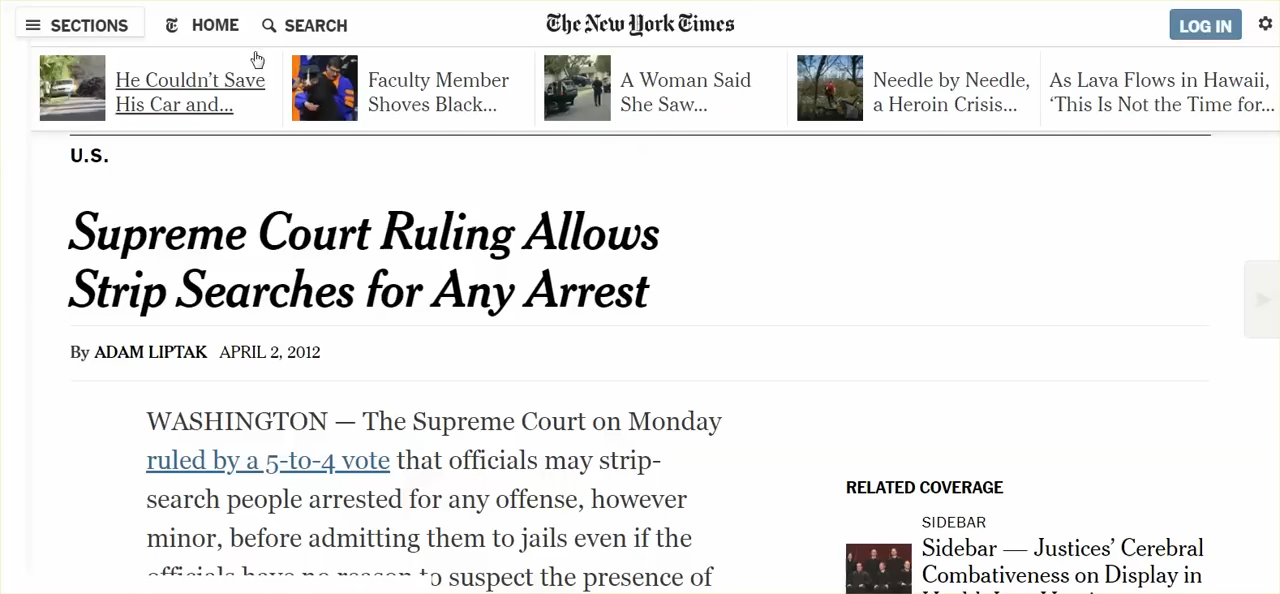 SECTIONS HOME SEARCH The New York Times LOG IN
He Couldn't Save
His Car and...
Faculty Member
Shoves Black...
A Woman Said
She Saw...
Needle by Needle,
a Heroin Crisis...
As Lava Flows in Hawaii,
'This Is Not the Time for...
U.S.
Supreme Court Ruling Allows
Strip Searches for Any Arrest
By ADAM LIPTAK APRIL 2, 2012
WASHINGTON — The Supreme Court on Monday
ruled by a 5-to-4 vote that officials may strip-
search people arrested for any offense, however
minor, before admitting them to jails even if the
officials have no reason to suspect the presence of
RELATED COVERAGE
SIDEBAR
Sidebar — Justices' Cerebral
Combativeness on Display in